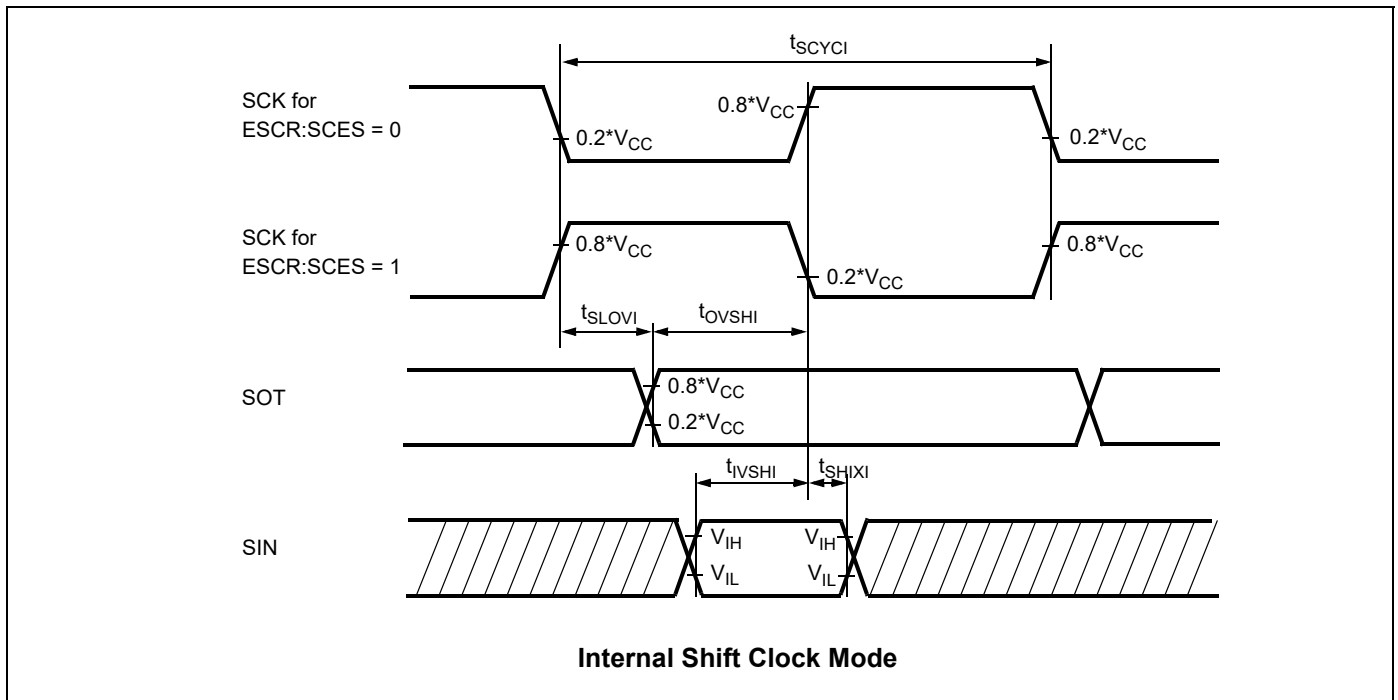 tSCYCI
SCK for
ESCR:SCES = 0
0.8*VCC
0.2*VCC
0.2*VCC
SCK for
ESCR:SCES = 1
0.8*VCC
0.8*VCC
0.2*VCC
tSLOVI
tOVSHI
SOT
0.8*VCC
0.2*VCC
tIVSHI
tSHIXI
SIN
VIH
VIH
VIL
VIL
Internal Shift Clock Mode